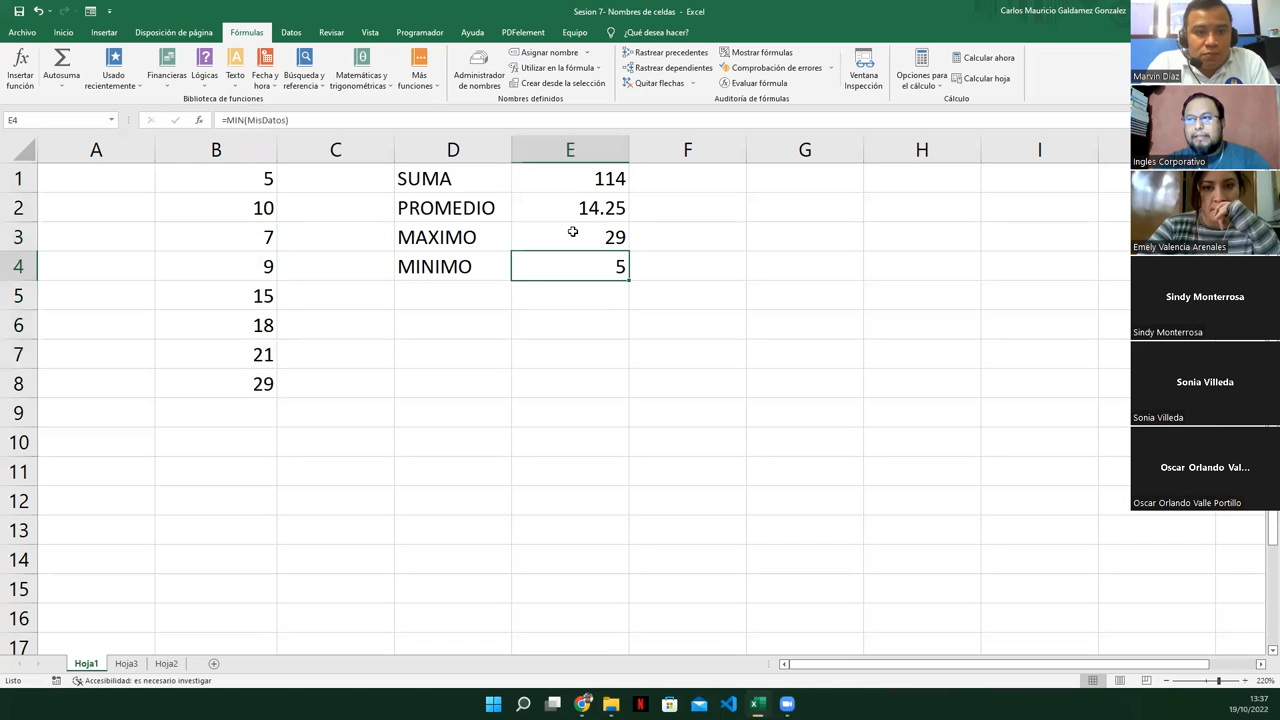 Sesion 7- Nombres de celdas - Excel
Carlos Mauricio Galdamez Gonzalez
Archivo Inicio Insertar Disposición de página Fórmulas Datos Revisar Vista Programador Ayuda PDFelement Equipo ¿Qué desea hacer?
Insertar función
Autosuma
Usado recientemente
Financieras
Lógicas
Texto
Fecha y hora
Búsqueda y referencia
Matemáticas y trigonométricas
Más funciones
Biblioteca de funciones
Administrador de nombres
Asignar nombre
Utilizar en la fórmula
Crear desde la selección
Nombres definidos
Rastrear precedentes
Rastrear dependientes
Quitar flechas
Mostrar fórmulas
Comprobación de errores
Evaluar fórmula
Auditoría de fórmulas
Ventana Inspección
Opciones para el cálculo
Calcular ahora
Calcular hoja
Cálculo
E4 fx =MIN(MisDatos)
A B C D E F G H I
1 5 SUMA 114
2 10 PROMEDIO 14.25
3 7 MAXIMO 29
4 9 MINIMO 5
5 15
6 18
7 21
8 29
9
10
11
12
13
14
15
16
17
Hoja1 Hoja3 Hoja2
Listo Accesibilidad: es necesario investigar 220%
13:37
19/10/2022
Marvin Diaz
Ingles Corporativo
Emely Valencia Arenales
Sindy Monterrosa
Sindy Monterrosa
Sonia Villeda
Sonia Villeda
Oscar Orlando Val...
Oscar Orlando Valle Portillo